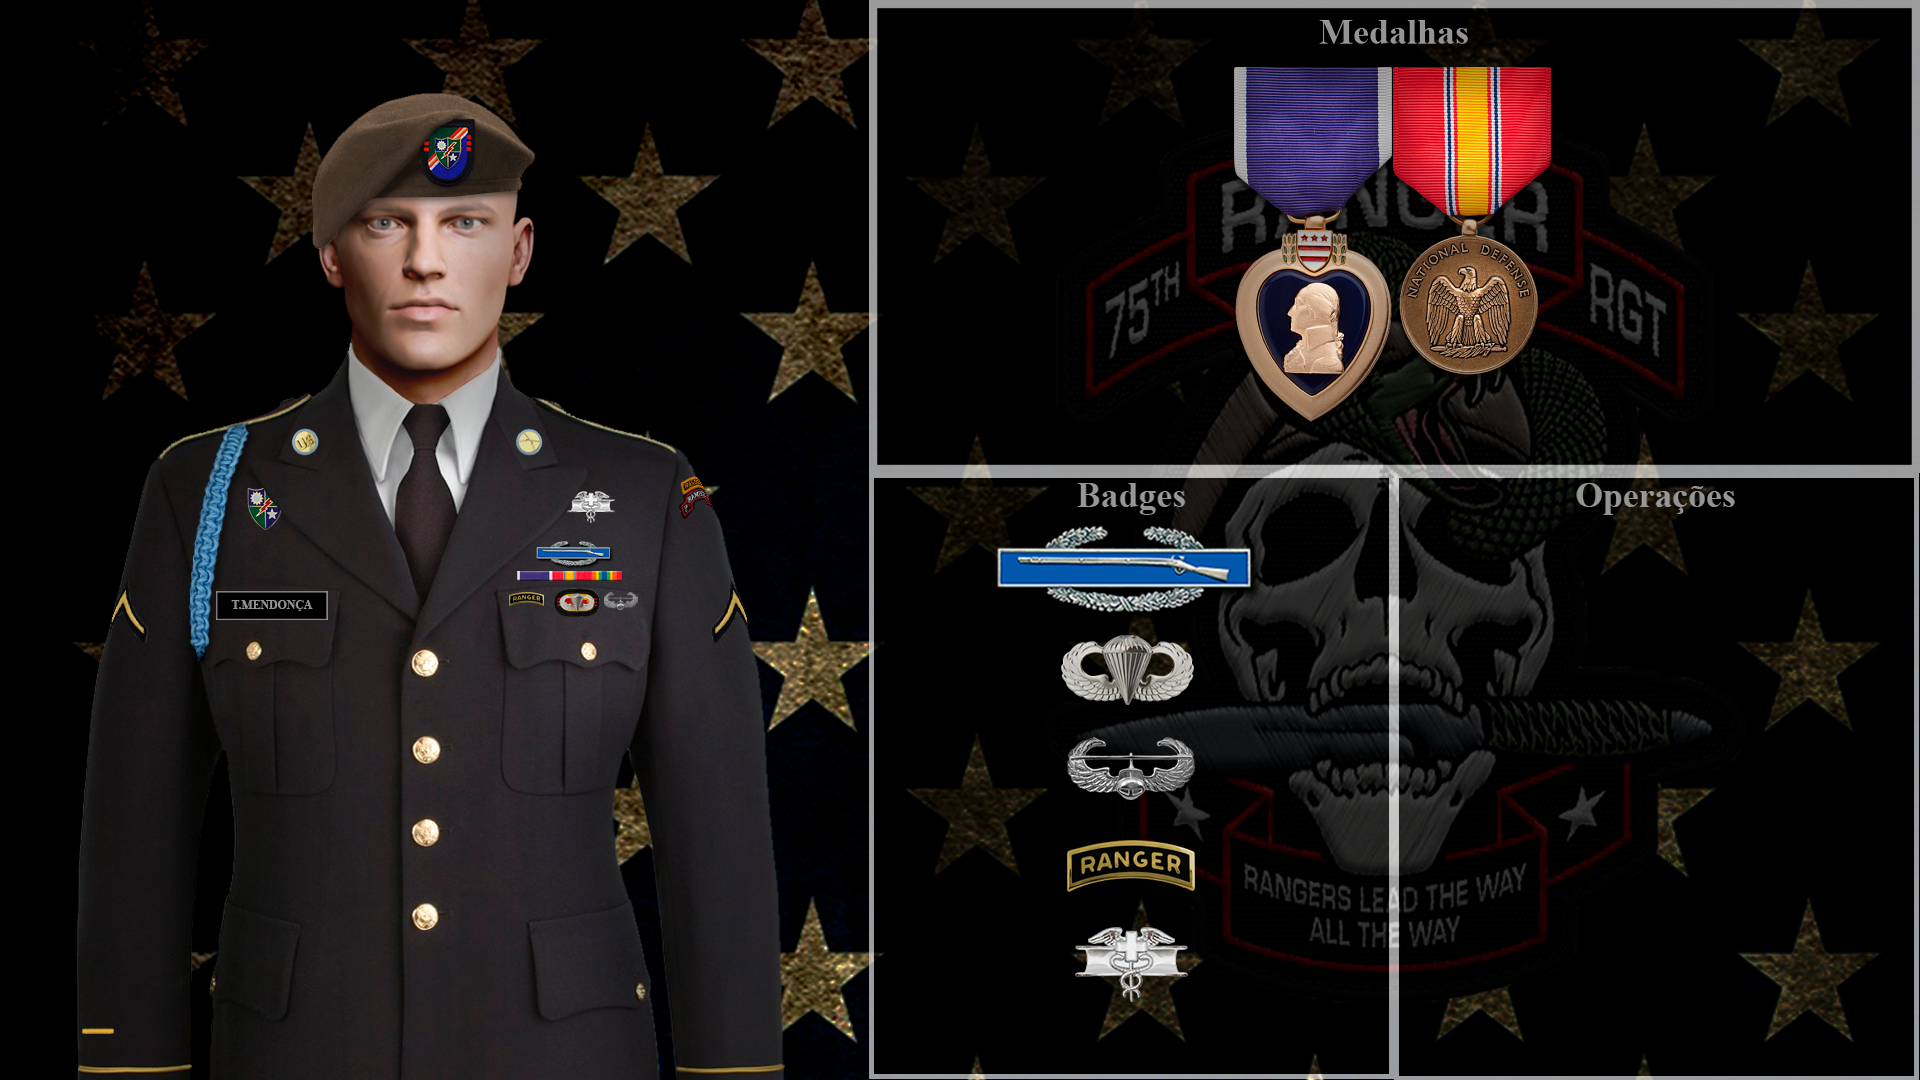 Medalhas
RANGER
75TH
RGT
NATIONAL DEFENSE
Badges
Operações
U.S
T.MENDONÇA
RANGER
RANGER
RANGERS LEAD THE WAY
ALL THE WAY